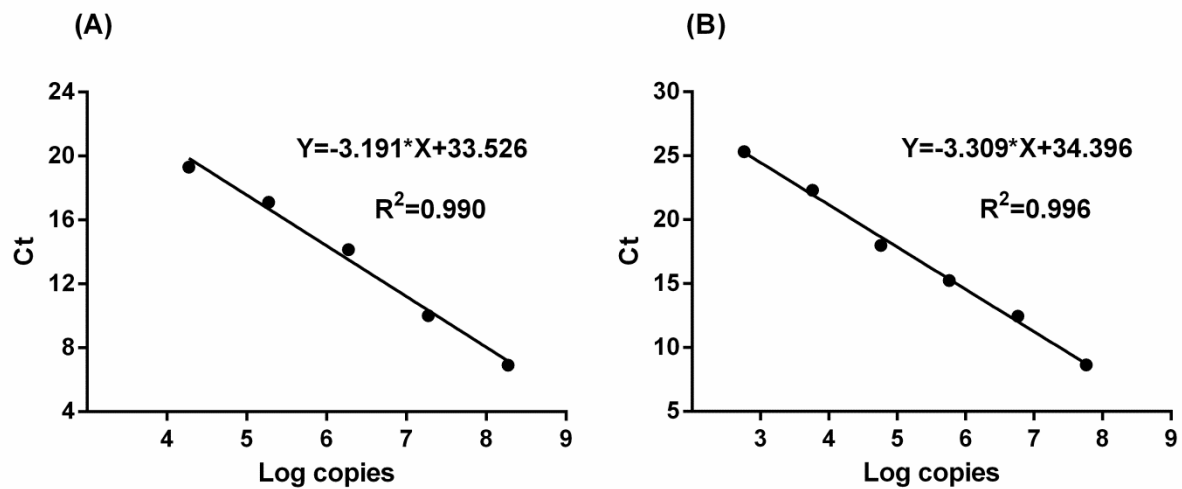 (A)
24
20
16
12
8
4
Ct
Y=-3.191*X+33.526
R²=0.990
4 5 6 7 8 9
Log copies
(B)
30
25
20
15
10
5
Ct
Y=-3.309*X+34.396
R²=0.996
3 4 5 6 7 8 9
Log copies